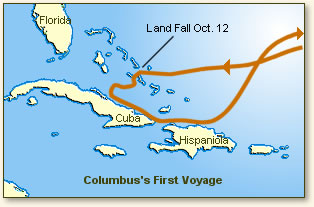 Florida
Land Fall Oct. 12
Cuba
Hispaniola
Columbus's First Voyage